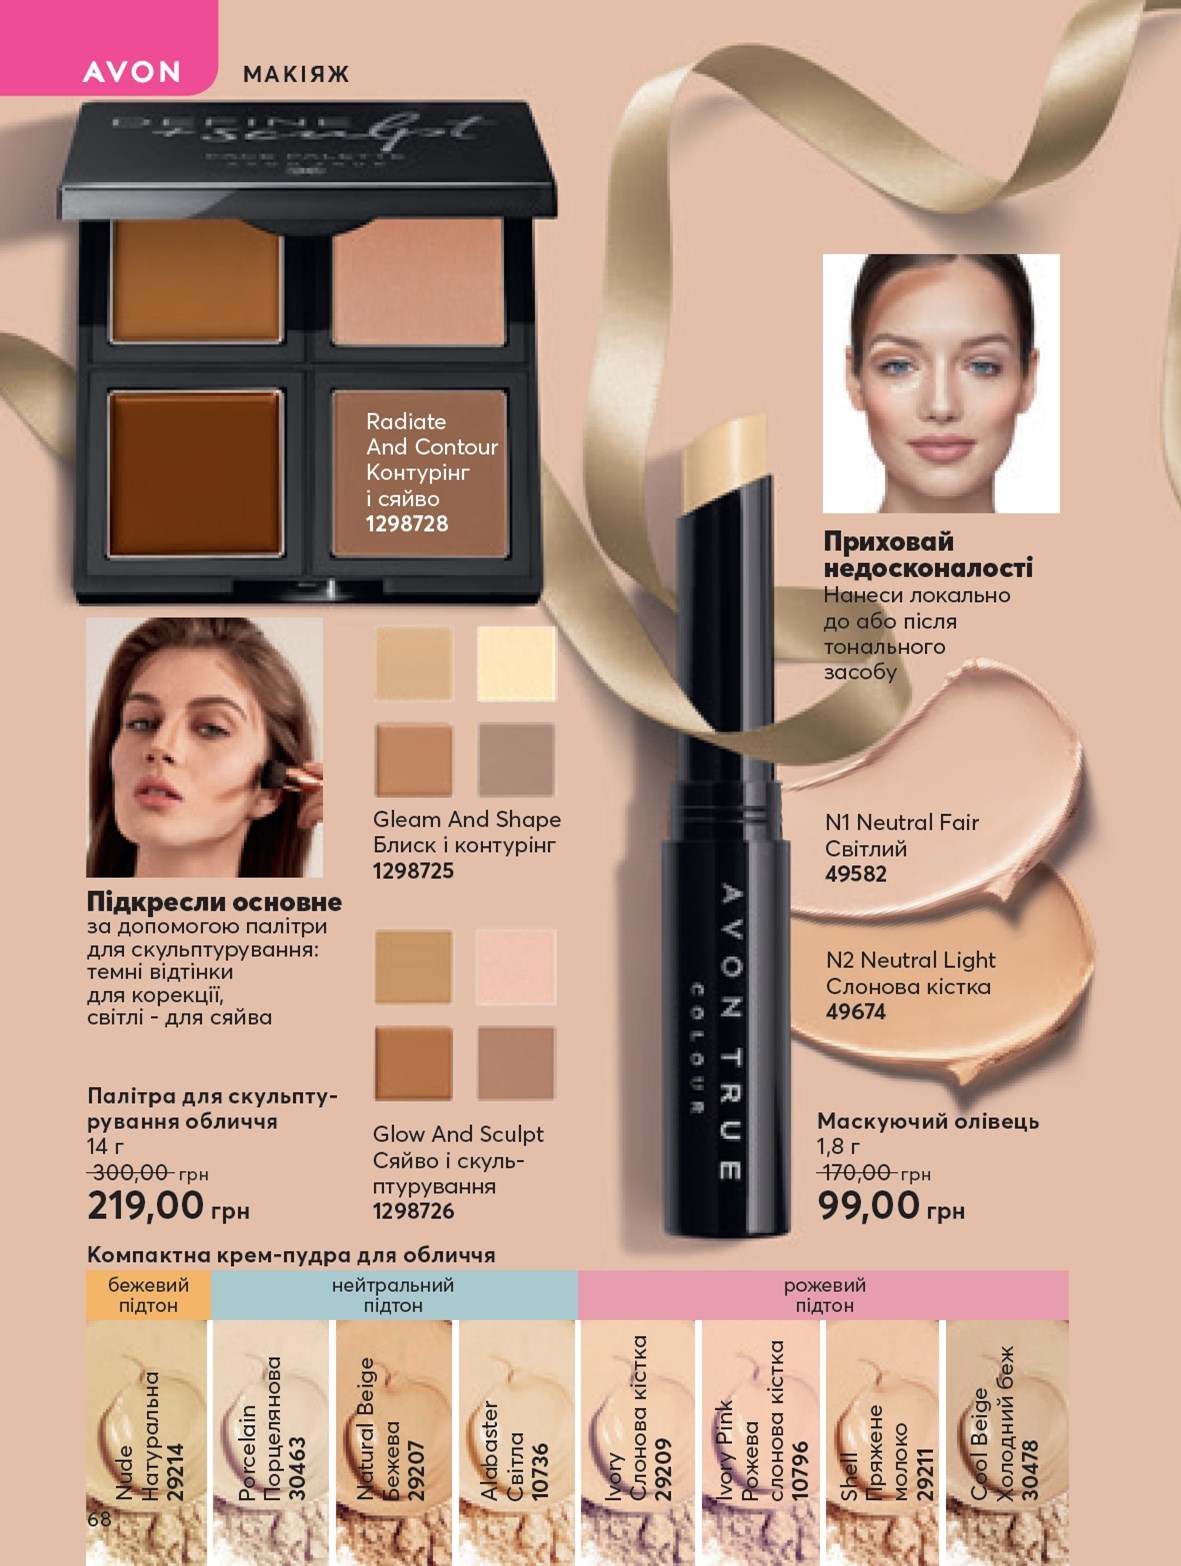 AVON
МАКІЯЖ
DEFINE
+ sculpt
FACE PALETTE
Radiate
And Contour
Контурінг
і сяйво
1298728
Приховай
недосконалості
Нанеси локально
до або після
тонального
засобу
Gleam And Shape
Блиск і контурінг
1298725
N1 Neutral Fair
Світлий
49582
Підкресли основне
за допомогою палітри
для скульптурування:
темні відтінки
для корекції,
світлі - для сяйва
N2 Neutral Light
Слонова кістка
49674
AVON TRUE
COLOUR
Палітра для скульпту-
рування обличчя
14 г
300,00 грн
219,00 грн
Glow And Sculpt
Сяйво і скуль-
птурування
1298726
Маскуючий олівець
1,8 г
170,00 грн
99,00 грн
Компактна крем-пудра для обличчя
бежевий
підтон
нейтральний
підтон
рожевий
підтон
Nude
Натуральна
29214
Porcelain
Порцелянова
30463
Natural Beige
Бежева
29207
Alabaster
Світла
10736
Ivory
Слонова кістка
29209
Ivory Pink
Рожева
слонова кістка
10796
Shell
Пряжене
молоко
29211
Cool Beige
Холодний беж
30478
68